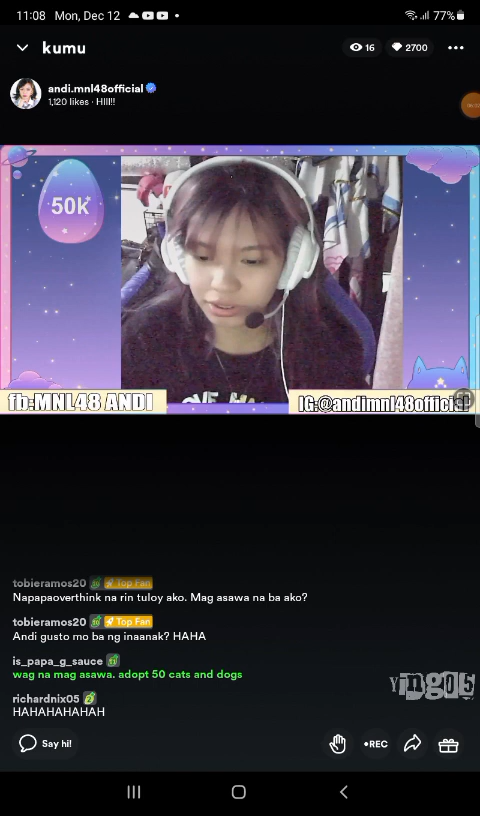 11:08 Mon, Dec 12 77%
kumu 16 2700
andi.mnl48official
1,120 likes · HIII!!
50K
fb:MNL48 ANDI IG:@andimnl48official
tobieramos20 Top Fan
Napapaoverthink na rin tuloy ako. Mag asawa na ba ako?
tobieramos20 Top Fan
Andi gusto mo ba ng inaanak? HAHA
is_papa_g_sauce
wag na mag asawa. adopt 50 cats and dogs
Yingo5
richardnix05
HAHAHAHAHAH
Say hi! •REC